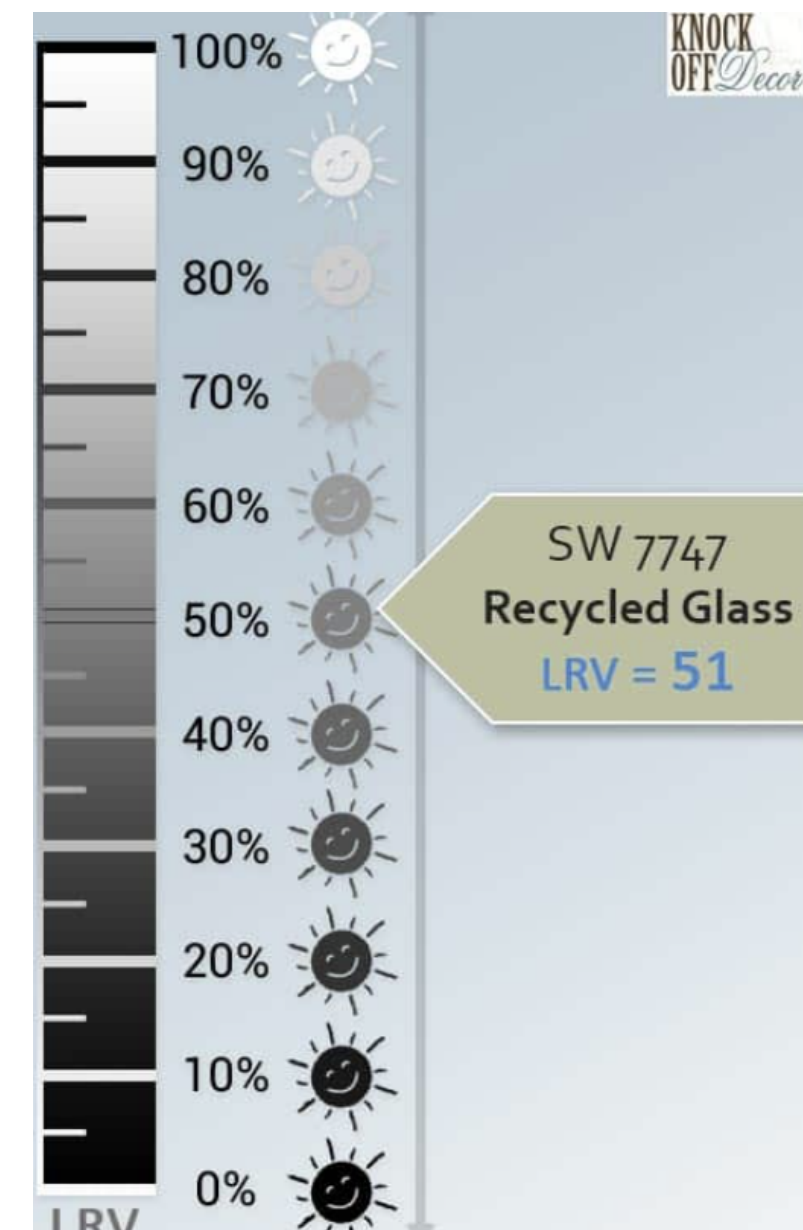 KNOCK
OFF Decor
100%
90%
80%
70%
60%
50%
40%
30%
20%
10%
0%
SW 7747
Recycled Glass
LRV = 51
LRV